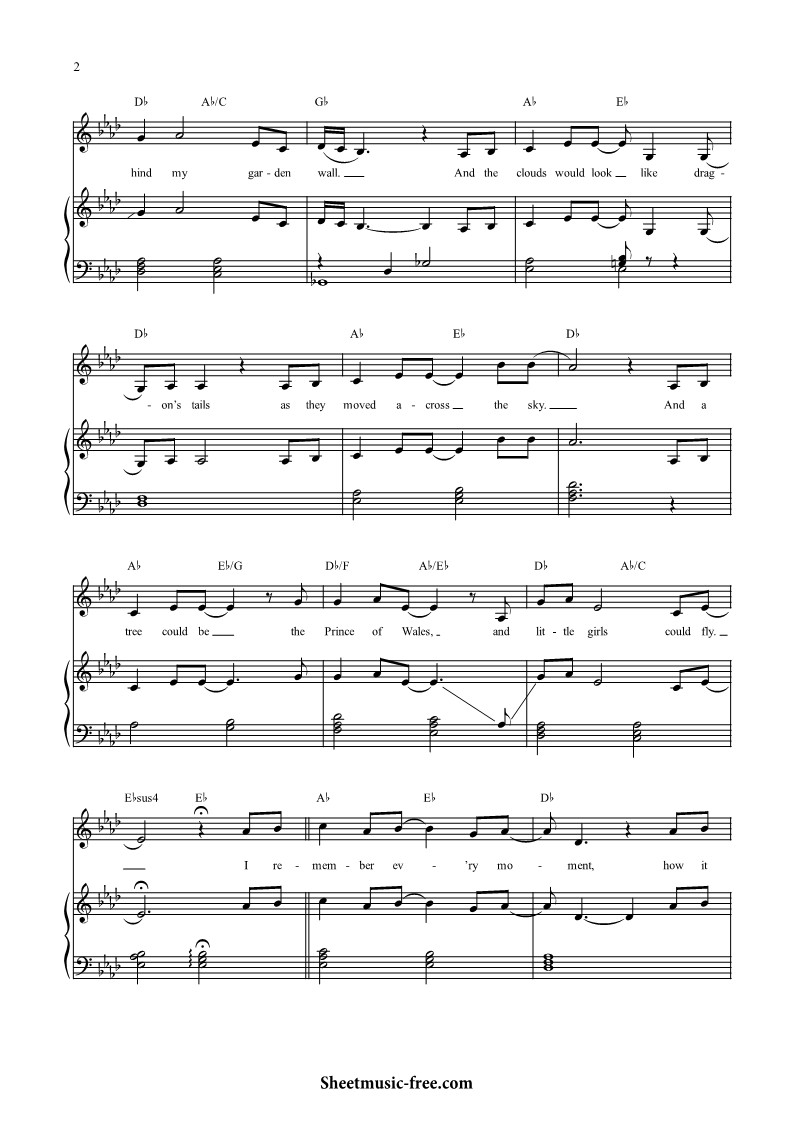 2
D♭ A♭/C G♭ A♭ E♭
hind my gar - den wall. And the clouds would look like drag -
D♭ A♭ E♭ D♭
- on's tails as they moved a - cross the sky. And a
A♭ E♭/G D♭/F A♭/E♭ D♭ A♭/C
tree could be the Prince of Wales, and lit - tle girls could fly.
E♭sus4 E♭ A♭ E♭ D♭
I re - mem - ber ev - 'ry mo - ment, how it
Sheetmusic-free.com